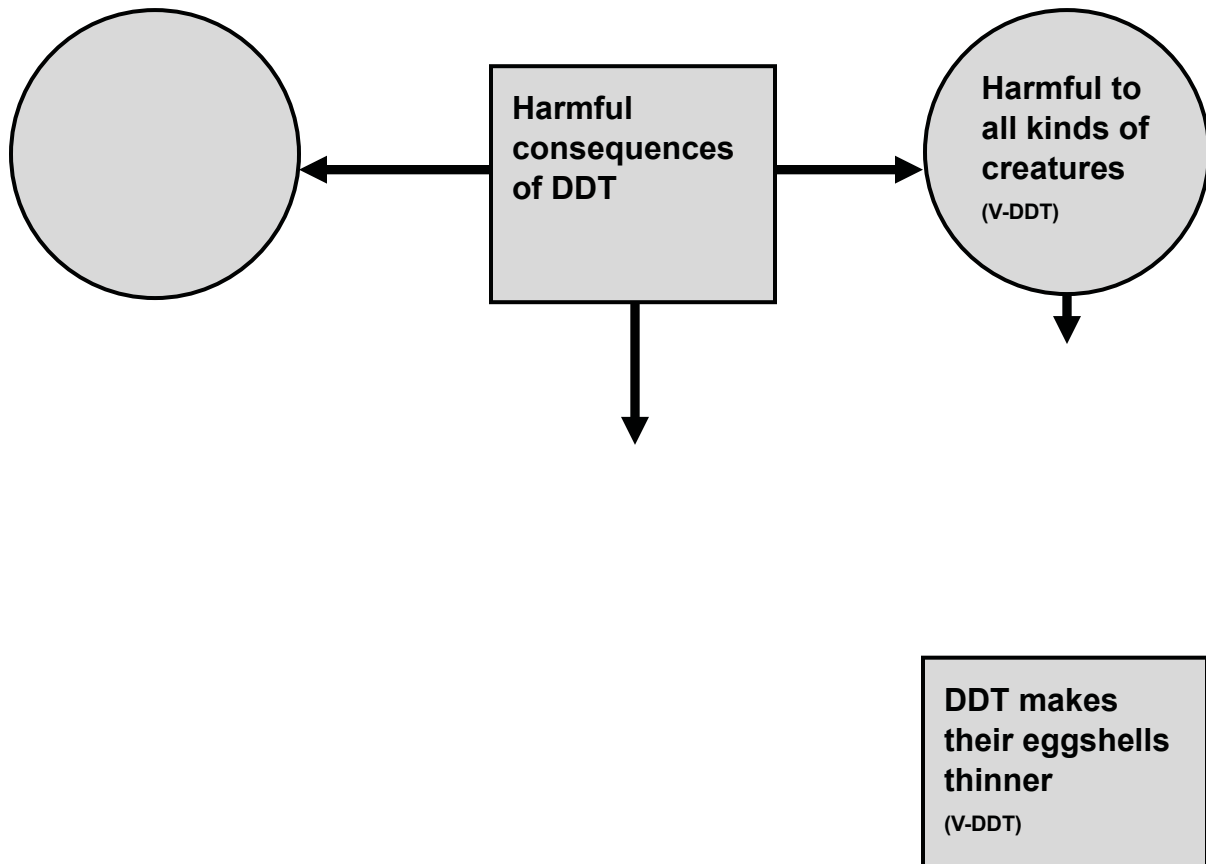 Harmful
consequences
of DDT
Harmful to
all kinds of
creatures
(V-DDT)
DDT makes
their eggshells
thinner
(V-DDT)